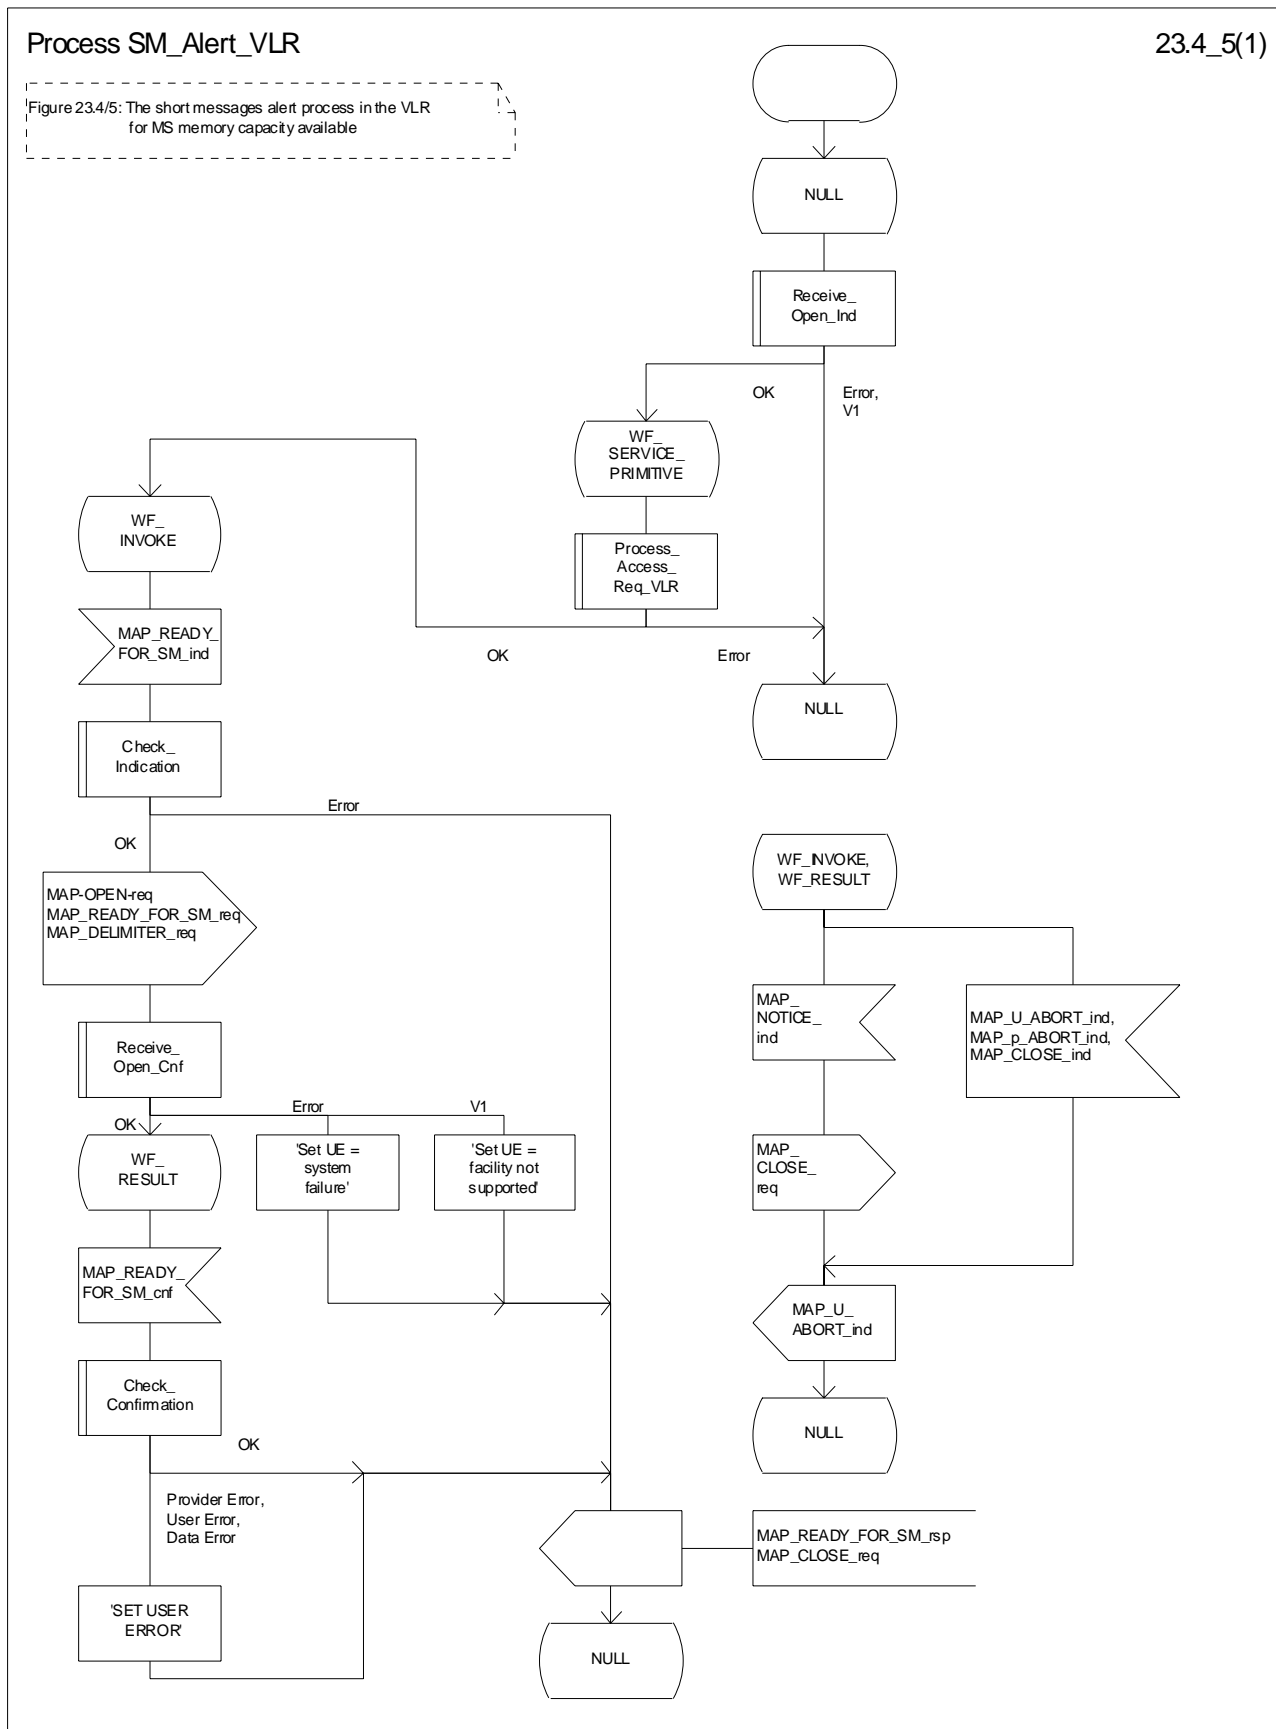 Process SM_Alert_VLR
23.4_5(1)
Figure 23.4/5: The short messages alert process in the VLR
for MS memory capacity available
NULL
Receive_
Open_Ind
OK
Error,
V1
WF_
SERVICE_
PRIMITIVE
WF_
INVOKE
Process_
Access_
Req_VLR
MAP_READY_
FOR_SM_ind
OK
Error
NULL
Check_
Indication
Error
OK
WF_INVOKE,
WF_RESULT
MAP-OPEN-req
MAP_READY_FOR_SM_req
MAP_DELIMITER_req
MAP_
NOTICE_
ind
MAP_U_ABORT_ind,
MAP_p_ABORT_ind,
MAP_CLOSE_ind
Receive_
Open_Cnf
Error
V1
OK
WF_
RESULT
'Set UE =
system
failure'
'Set UE =
facility not
supported'
MAP_
CLOSE_
req
MAP_READY_
FOR_SM_cnf
MAP_U_
ABORT_ind
Check_
Confirmation
NULL
OK
Provider Error,
User Error,
Data Error
MAP_READY_FOR_SM_rsp
MAP_CLOSE_req
'SET USER
ERROR'
NULL